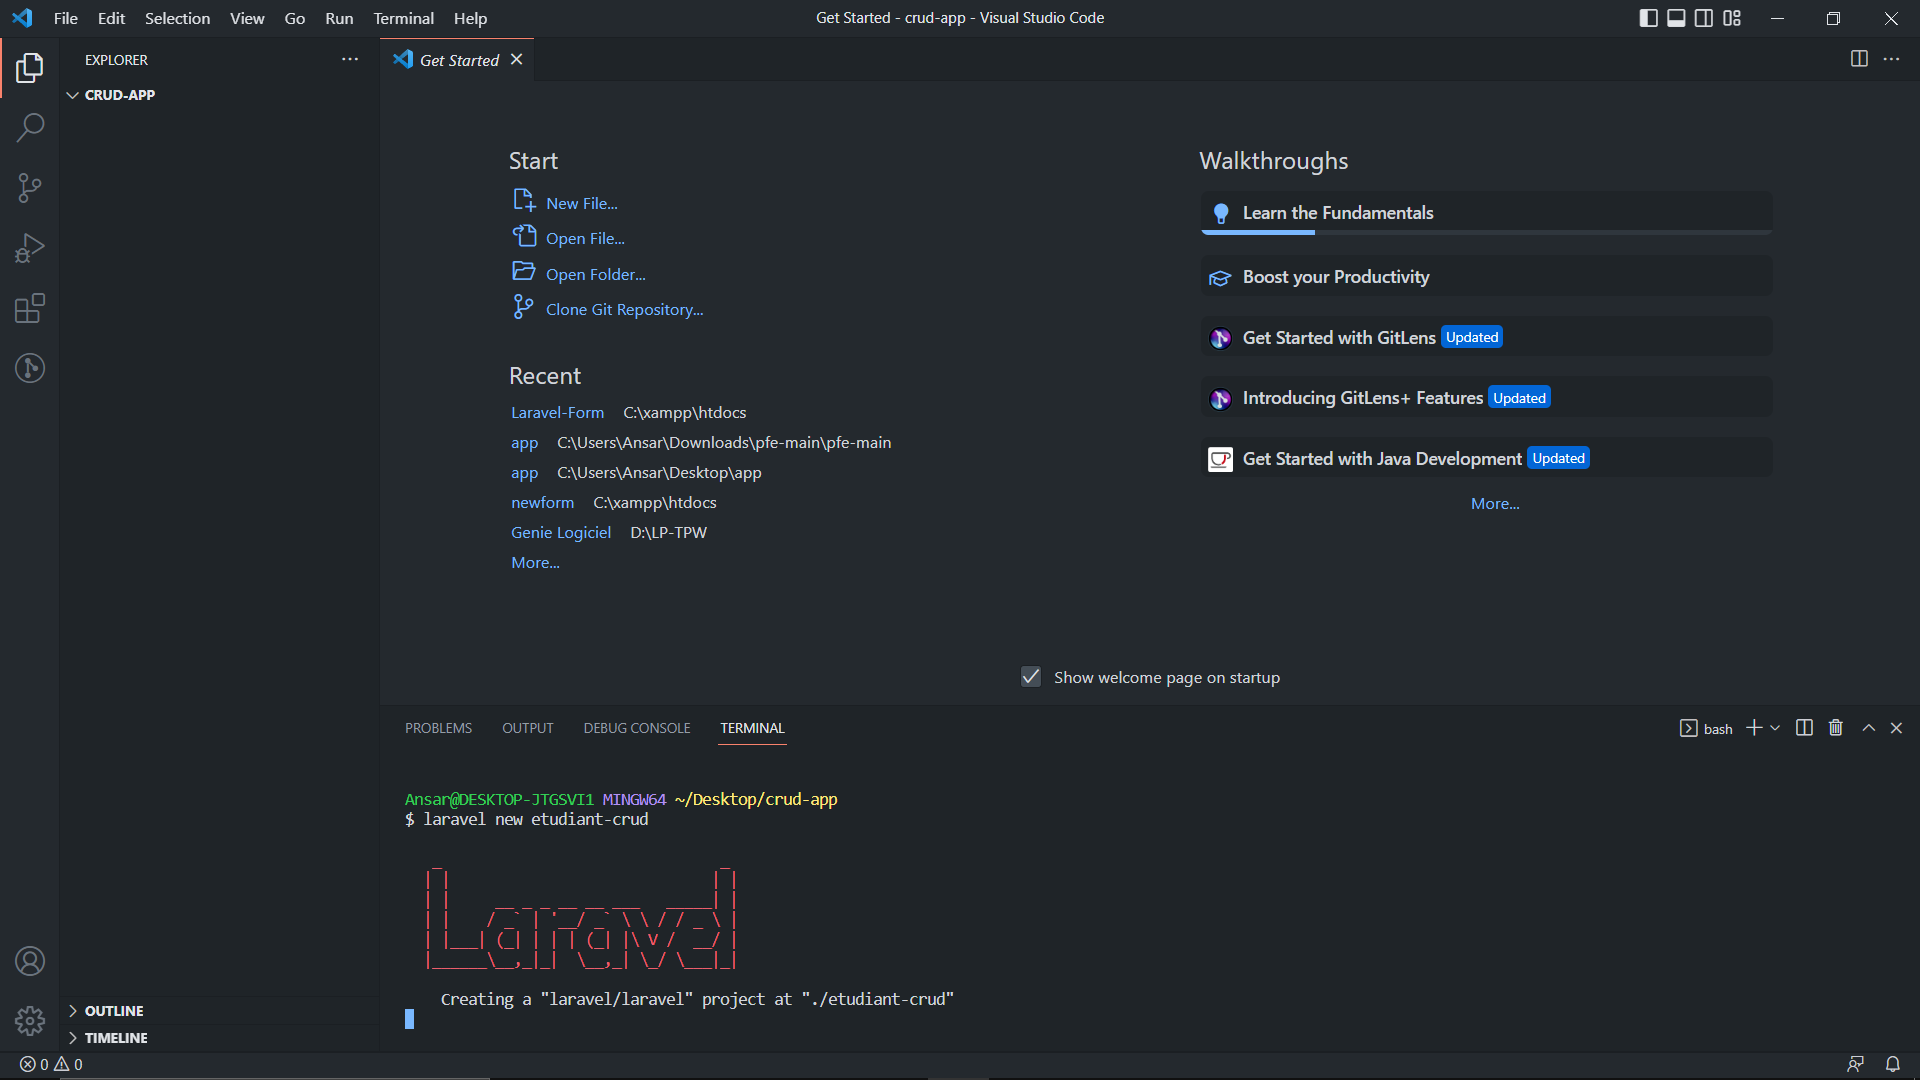 File Edit Selection View Go Run Terminal Help
Get Started - crud-app - Visual Studio Code
EXPLORER
CRUD-APP
OUTLINE
TIMELINE
Get Started
Start
New File...
Open File...
Open Folder...
Clone Git Repository...
Recent
Laravel-Form C:\xampp\htdocs
app C:\Users\Ansar\Downloads\pfe-main\pfe-main
app C:\Users\Ansar\Desktop\app
newform C:\xampp\htdocs
Genie Logiciel D:\LP-TPW
More...
Walkthroughs
Learn the Fundamentals
Boost your Productivity
Get Started with GitLens Updated
Introducing GitLens+ Features Updated
Get Started with Java Development Updated
More...
Show welcome page on startup
PROBLEMS OUTPUT DEBUG CONSOLE TERMINAL
bash
Ansar@DESKTOP-JTGSVI1 MINGW64 ~/Desktop/crud-app
$ laravel new etudiant-crud
Laravel
Creating a "laravel/laravel" project at "./etudiant-crud"
0 0